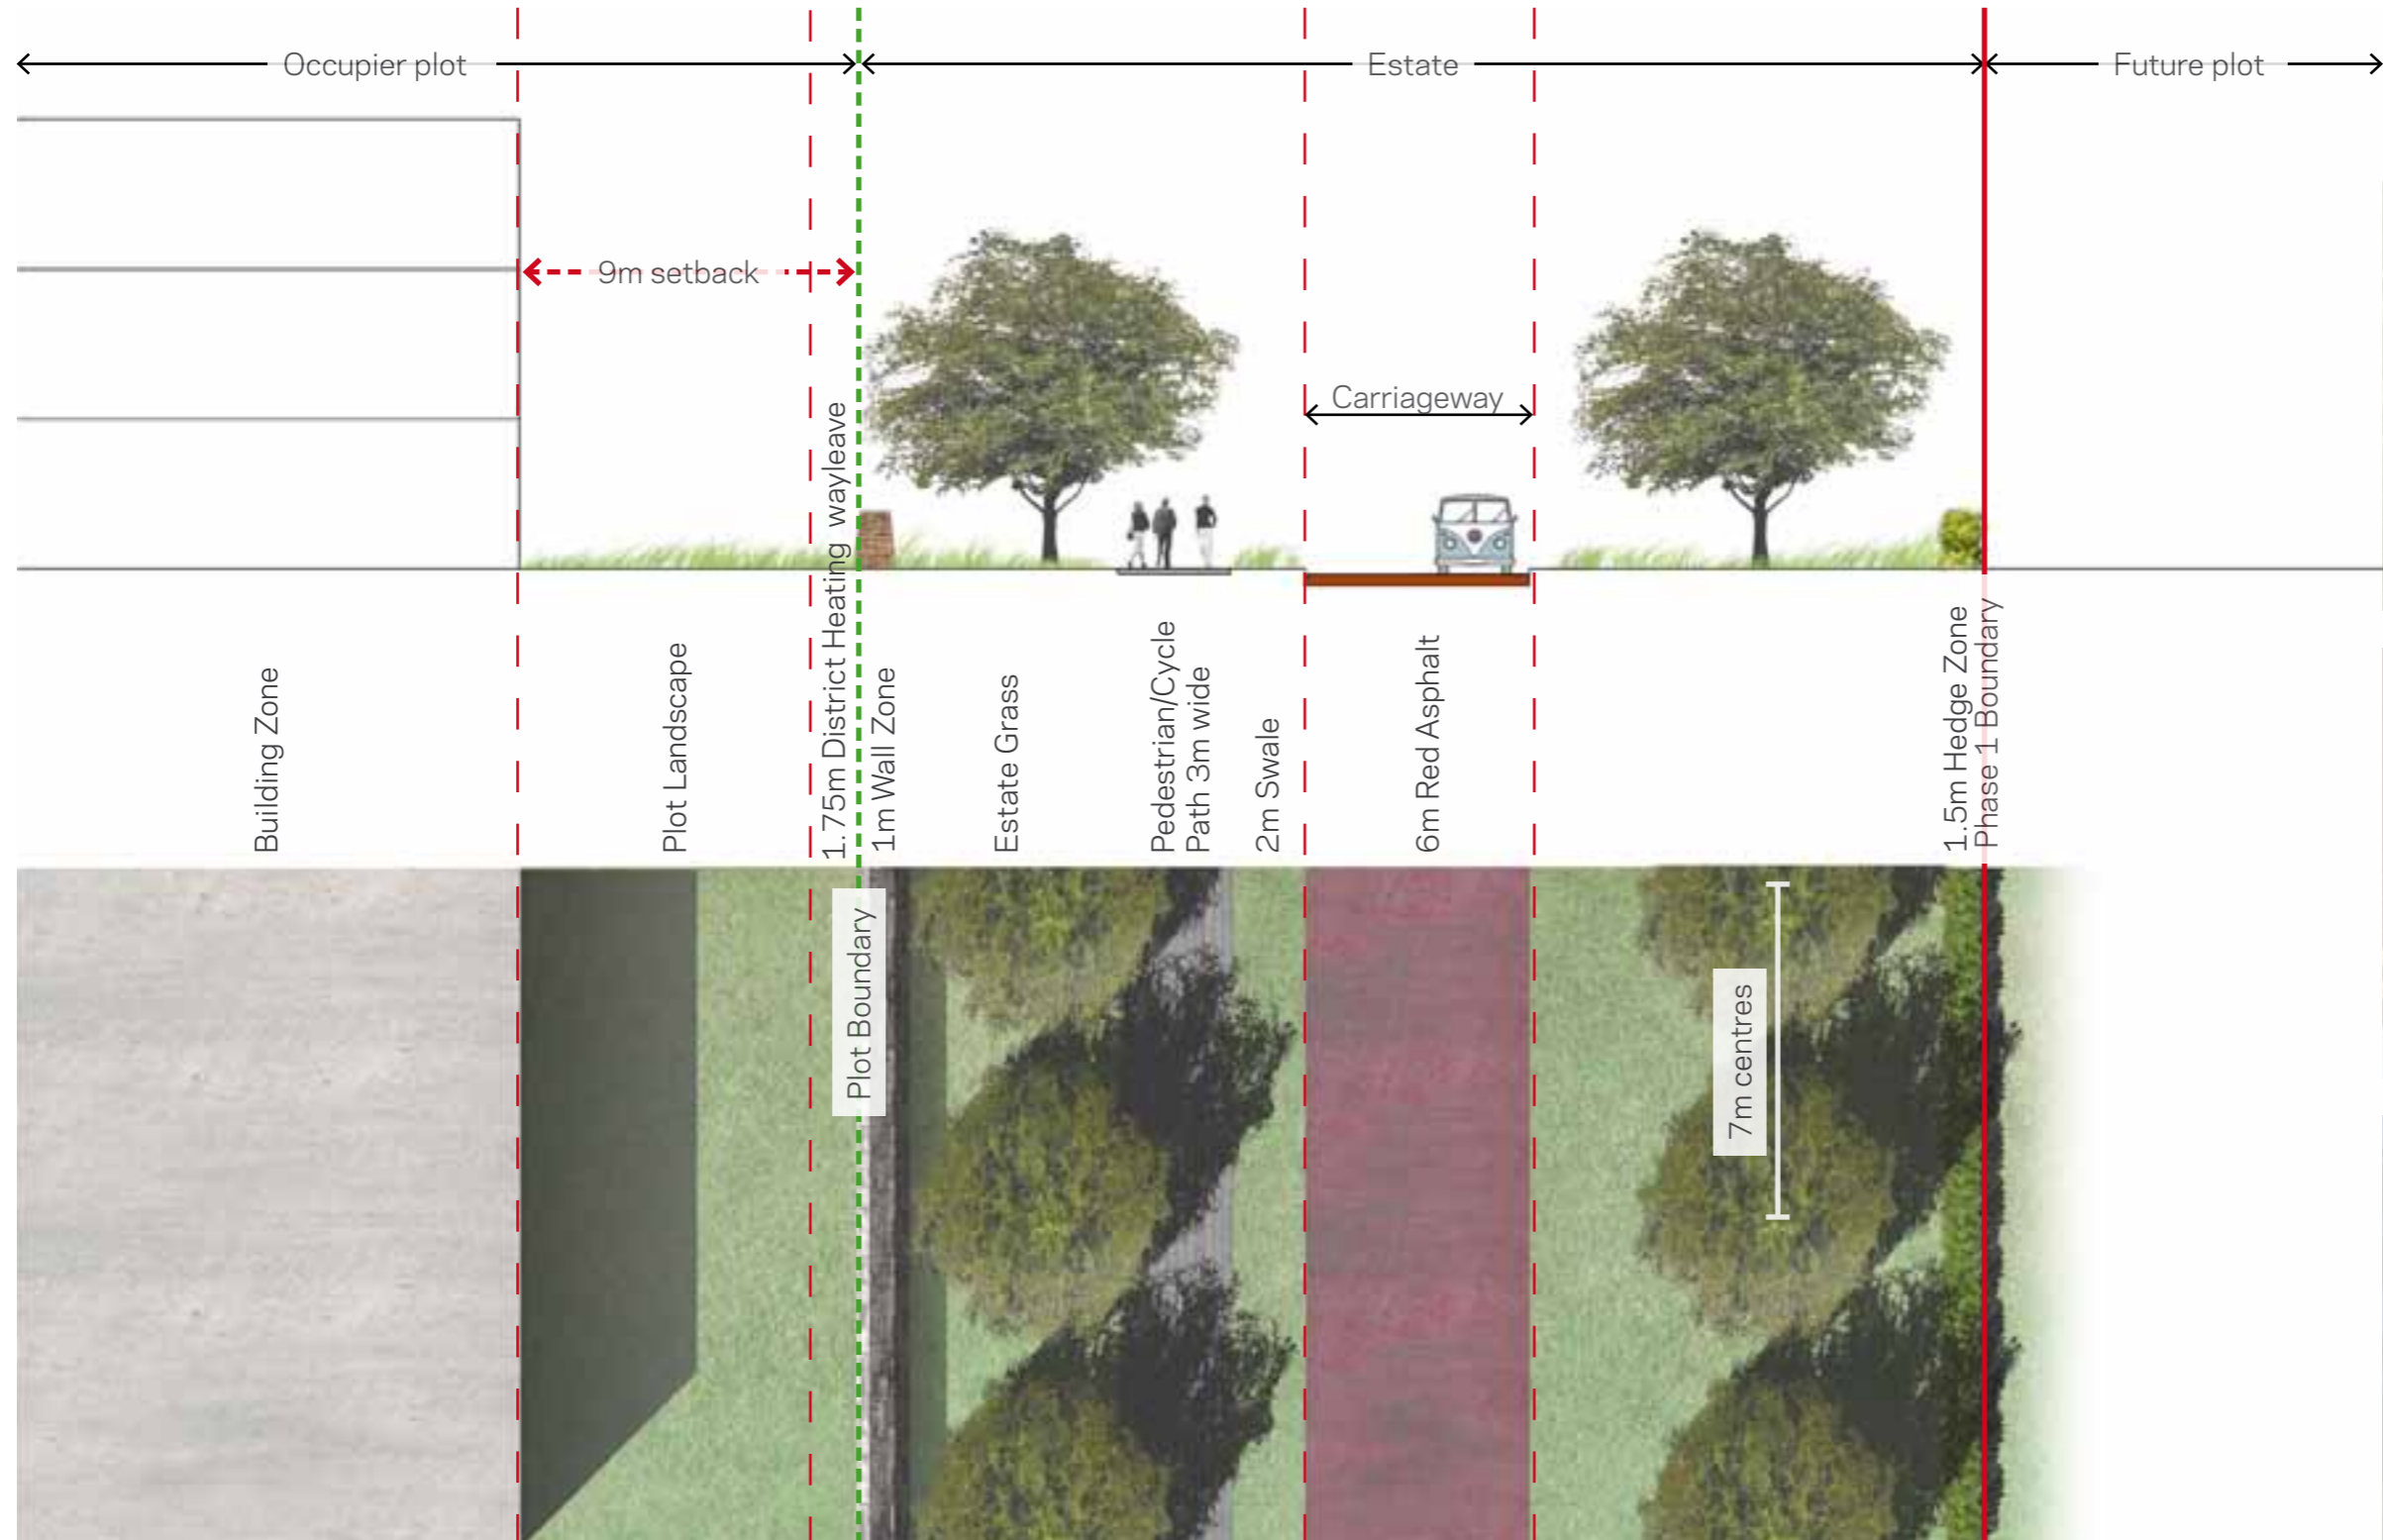 Occupier plot
Estate
Future plot
9m setback
Carriageway
Building Zone
Plot Landscape
1.75m District Heating wayleave
1m Wall Zone
Estate Grass
Pedestrian/Cycle
Path 3m wide
2m Swale
6m Red Asphalt
1.5m Hedge Zone
Phase 1 Boundary
Plot Boundary
7m centres